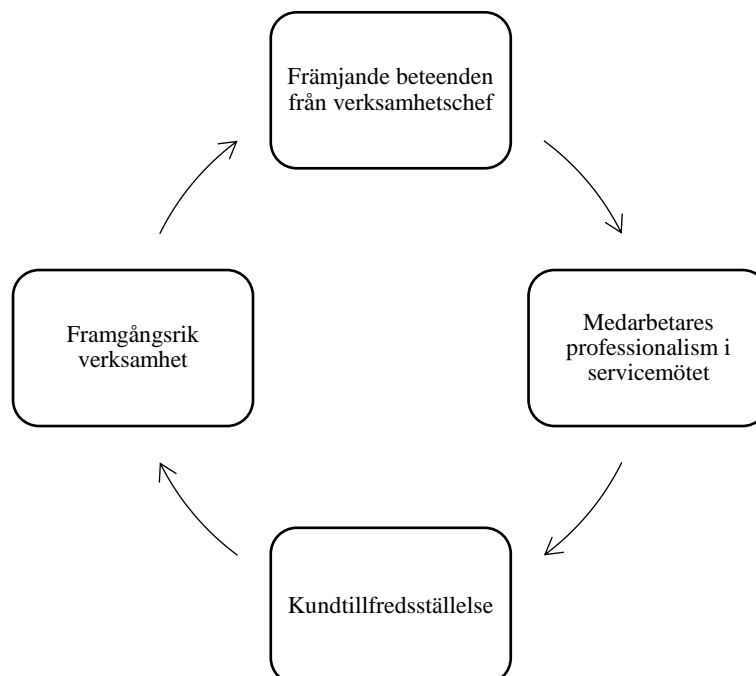 Främjande beteenden
från verksamhetschef
Medarbetares
professionalism i
servicemötet
Kundtillfredsställelse
Framgångsrik
verksamhet